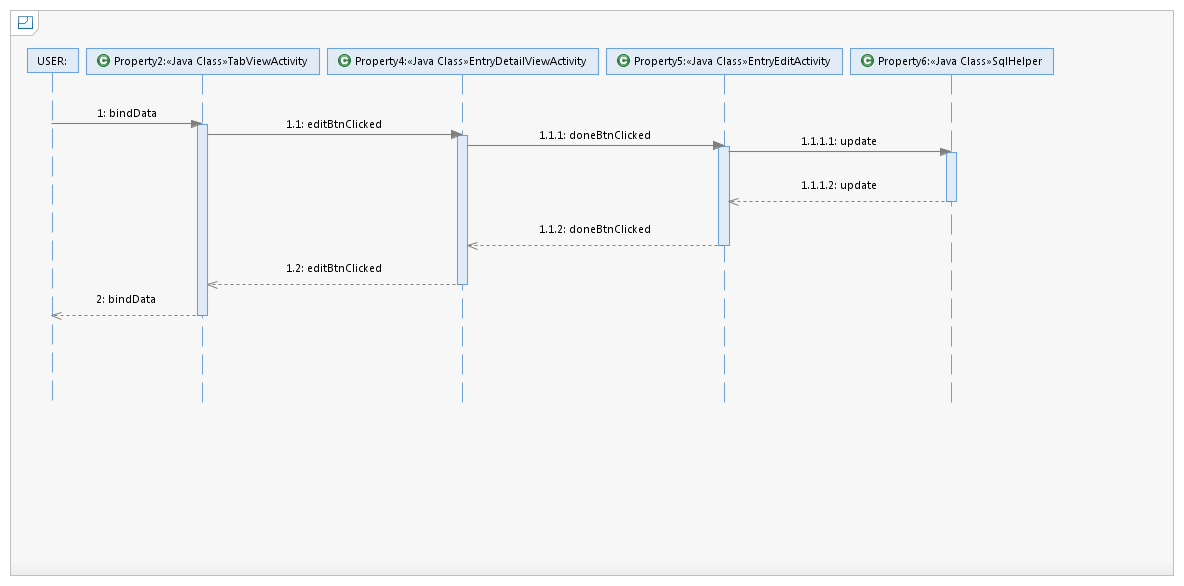 USER:
C Property2:«Java Class»TabViewActivity
C Property4:«Java Class»EntryDetailViewActivity
C Property5:«Java Class»EntryEditActivity
C Property6:«Java Class»SqlHelper
1: bindData
1.1: editBtnClicked
1.1.1: doneBtnClicked
1.1.1.1: update
1.1.1.2: update
1.1.2: doneBtnClicked
1.2: editBtnClicked
2: bindData